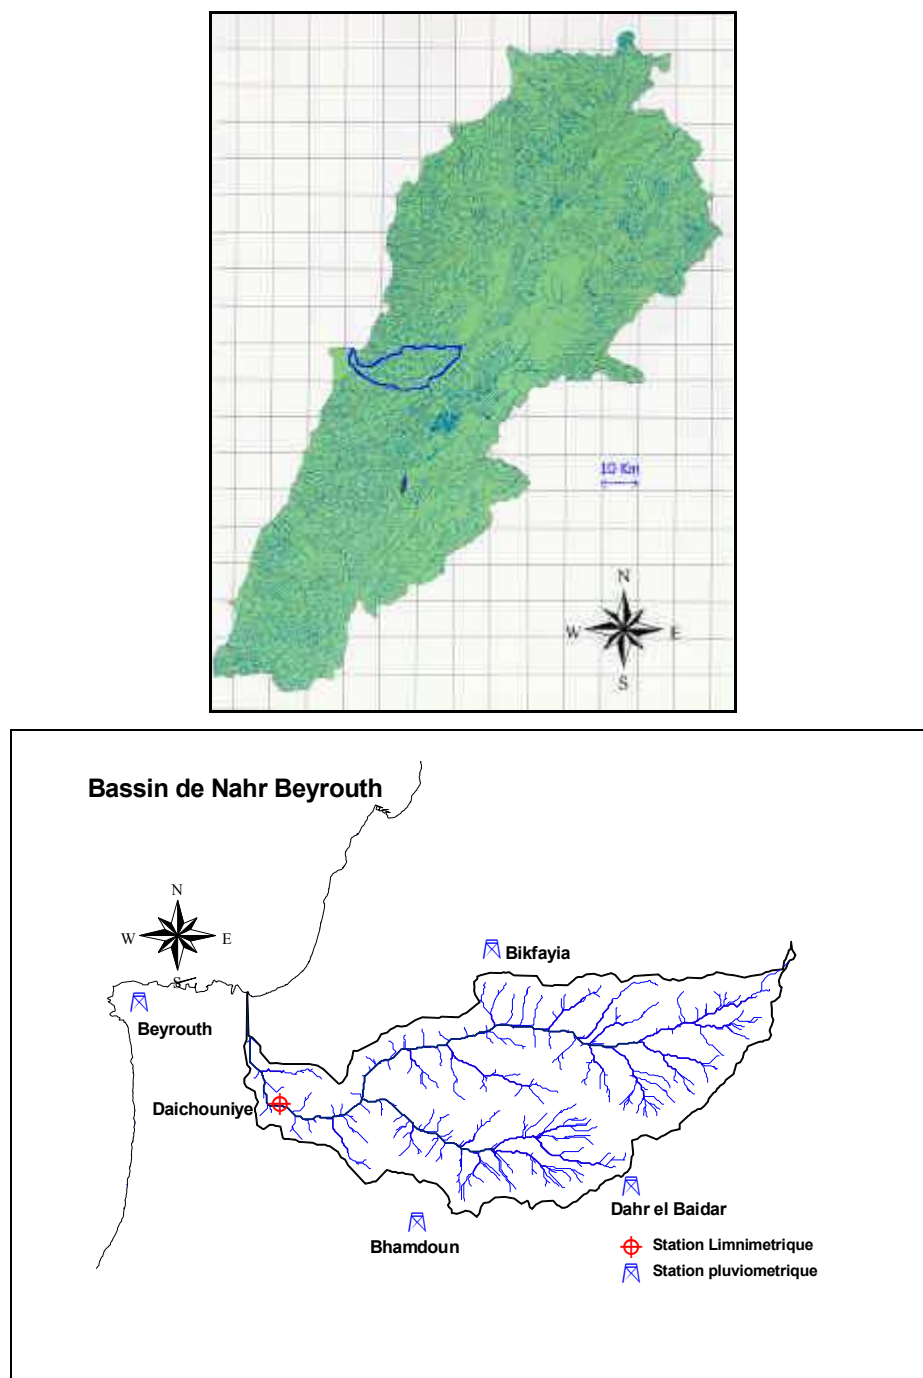 10 Km
N
W
E
S
Bassin de Nahr Beyrouth
N
W
E
S
Bikfayia
Beyrouth
Daichouniye
Dahr el Baidar
Bhamdoun
Station Limnimetrique
Station pluviometrique